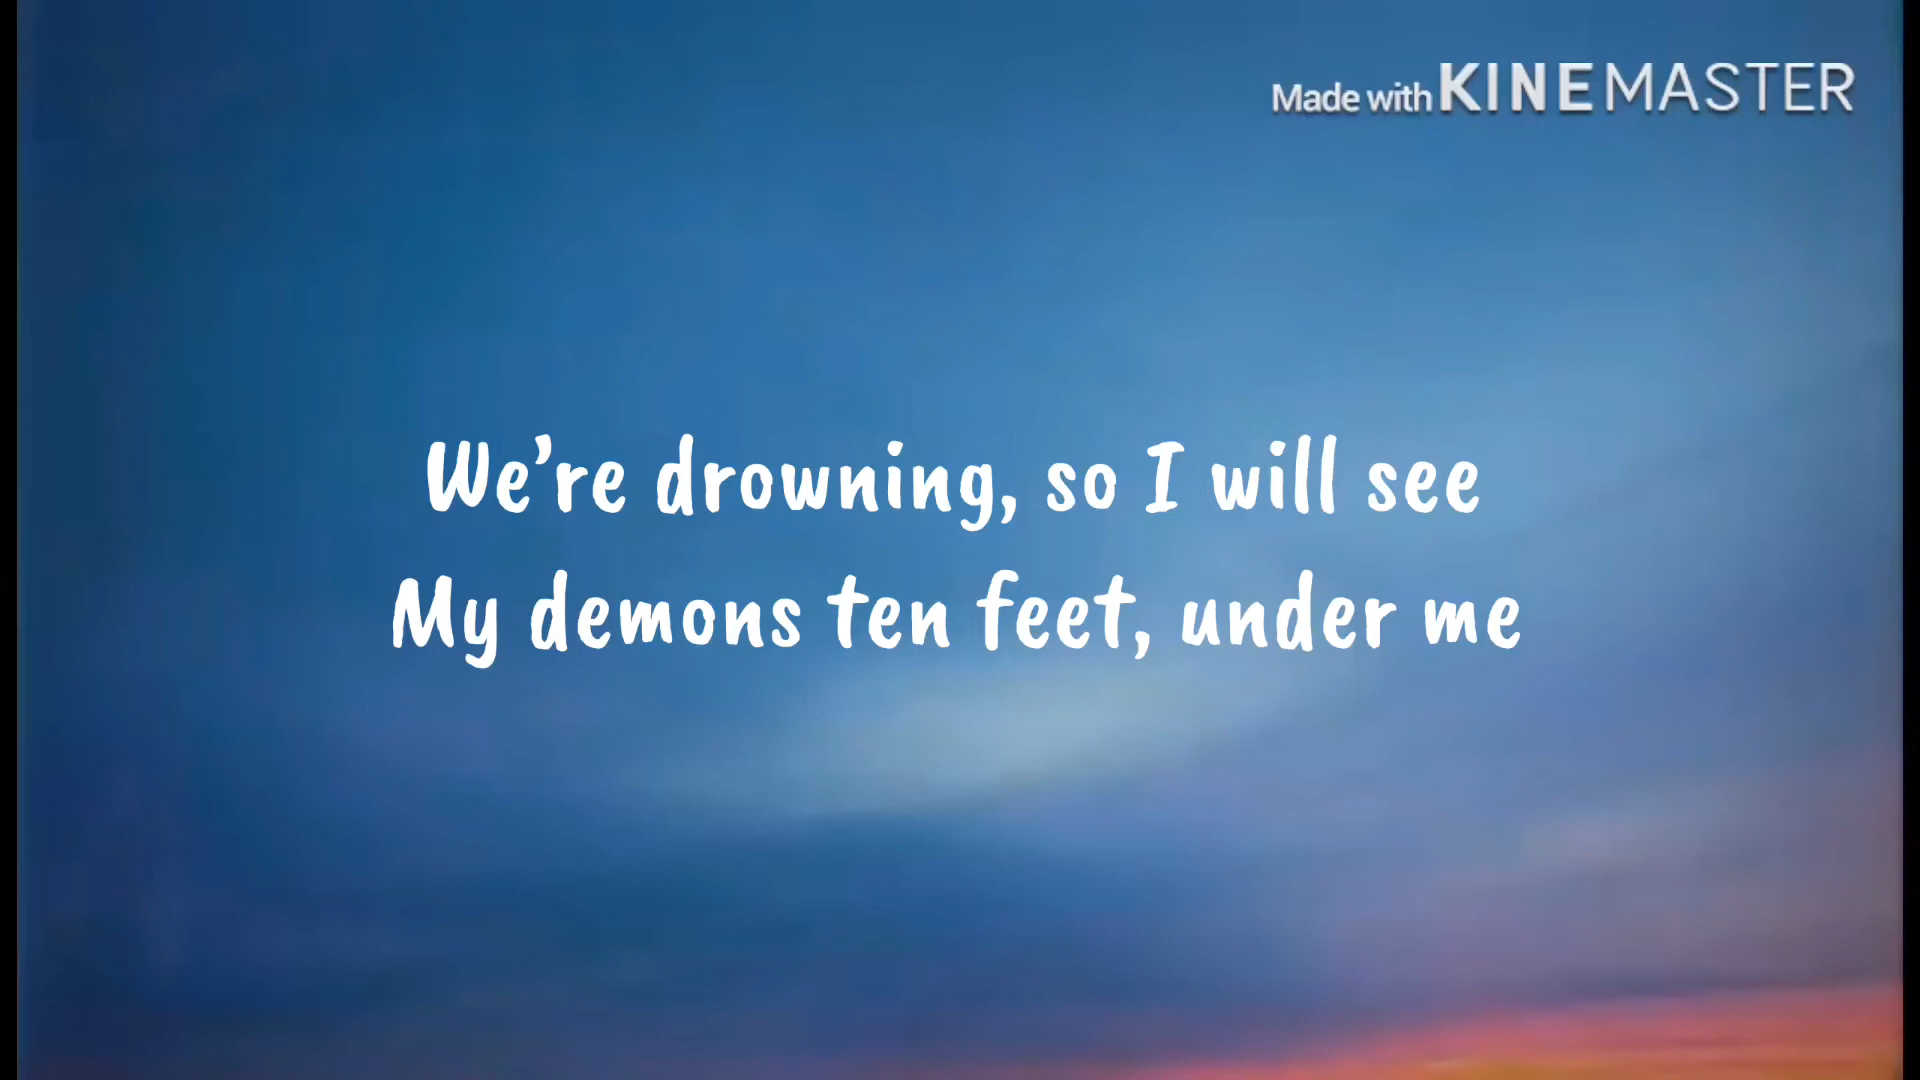 Made with KINEMASTER
We’re drowning, so I will see
My demons ten feet, under me